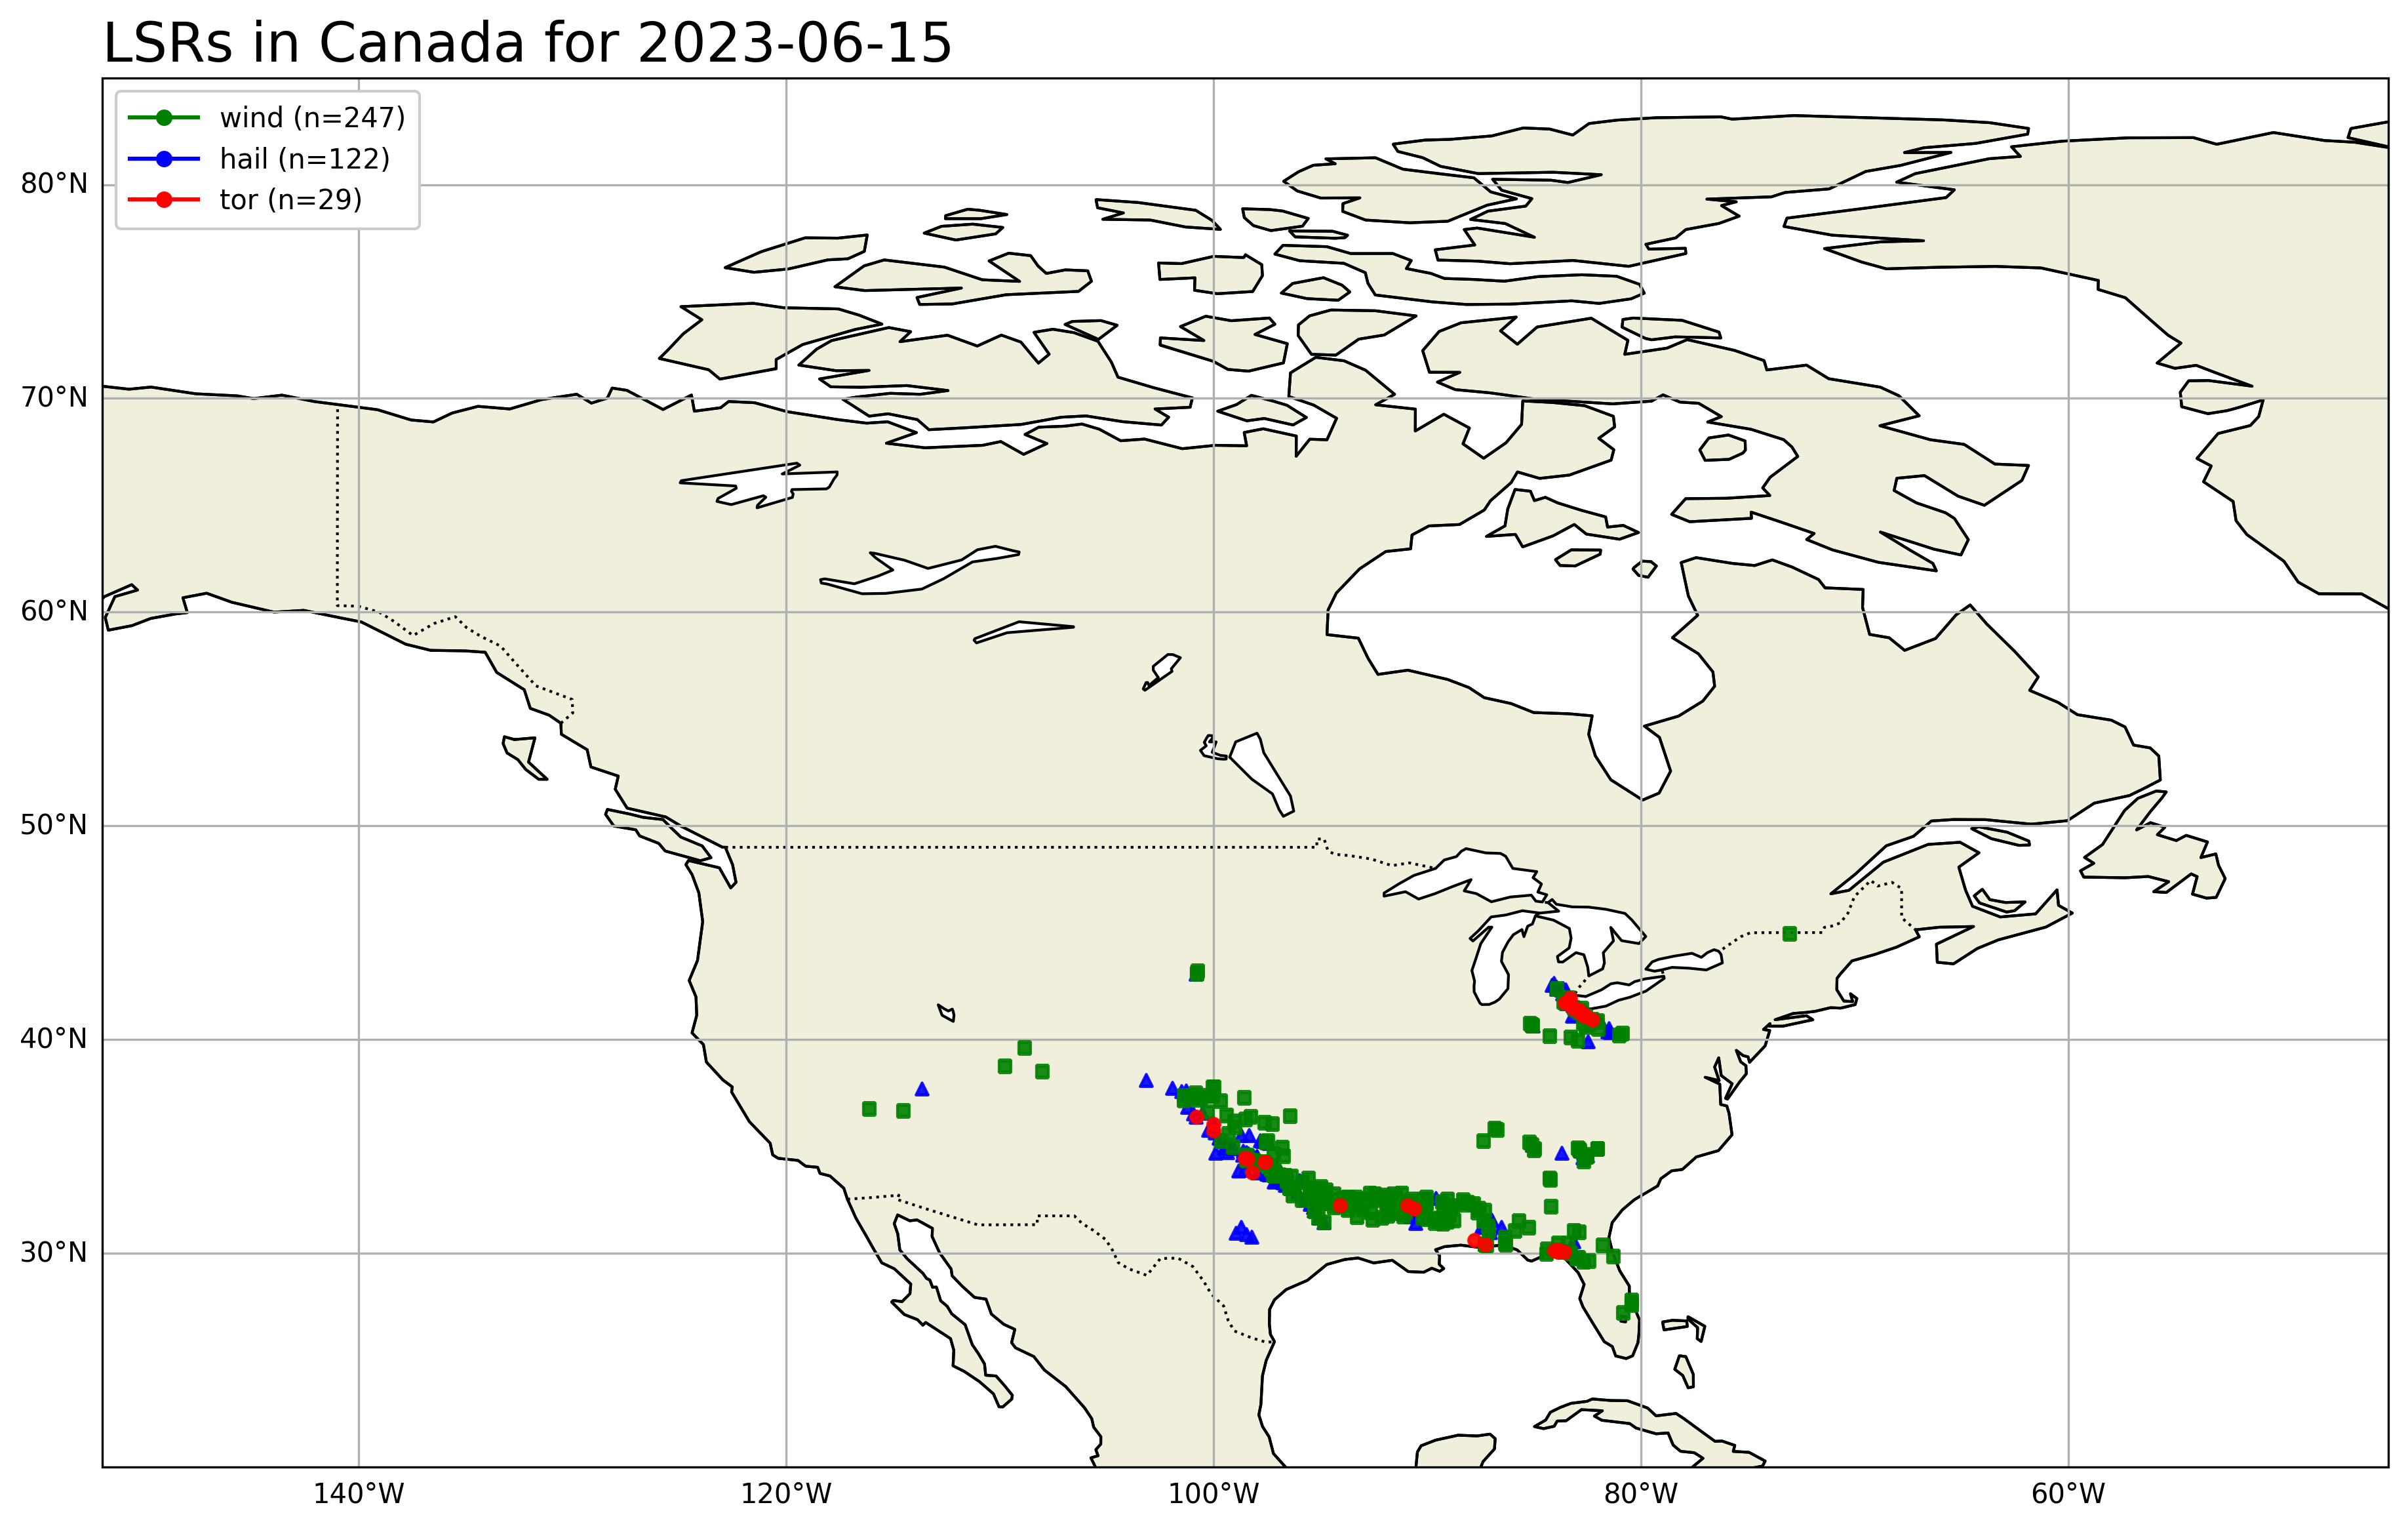 LSRs in Canada for 2023-06-15
wind (n=247)
hail (n=122)
tor (n=29)
80°N
70°N
60°N
50°N
40°N
30°N
140°W
120°W
100°W
80°W
60°W